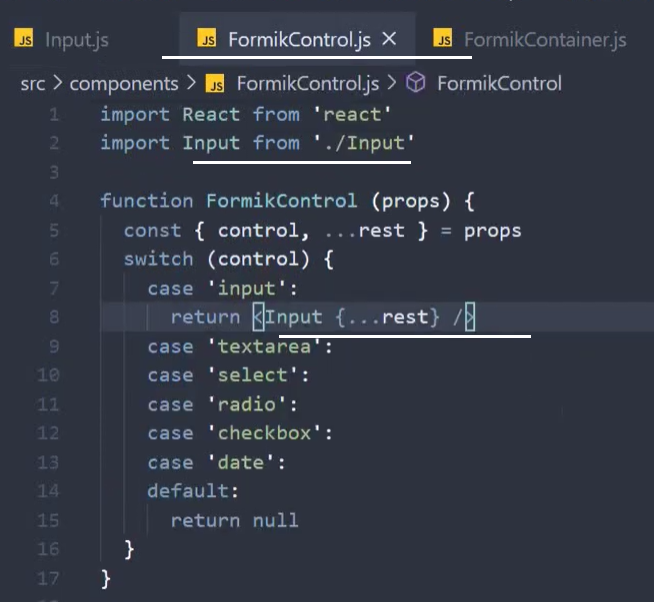 JS Input.js JS FormikControl.js × JS FormikContainer.js
src > components > JS FormikControl.js > FormikControl
1 import React from 'react'
2 import Input from './Input'
3
4 function FormikControl (props) {
5 const { control, ...rest } = props
6 switch (control) {
7 case 'input':
8 return <Input {...rest} />
9 case 'textarea':
10 case 'select':
11 case 'radio':
12 case 'checkbox':
13 case 'date':
14 default:
15 return null
16 }
17 }